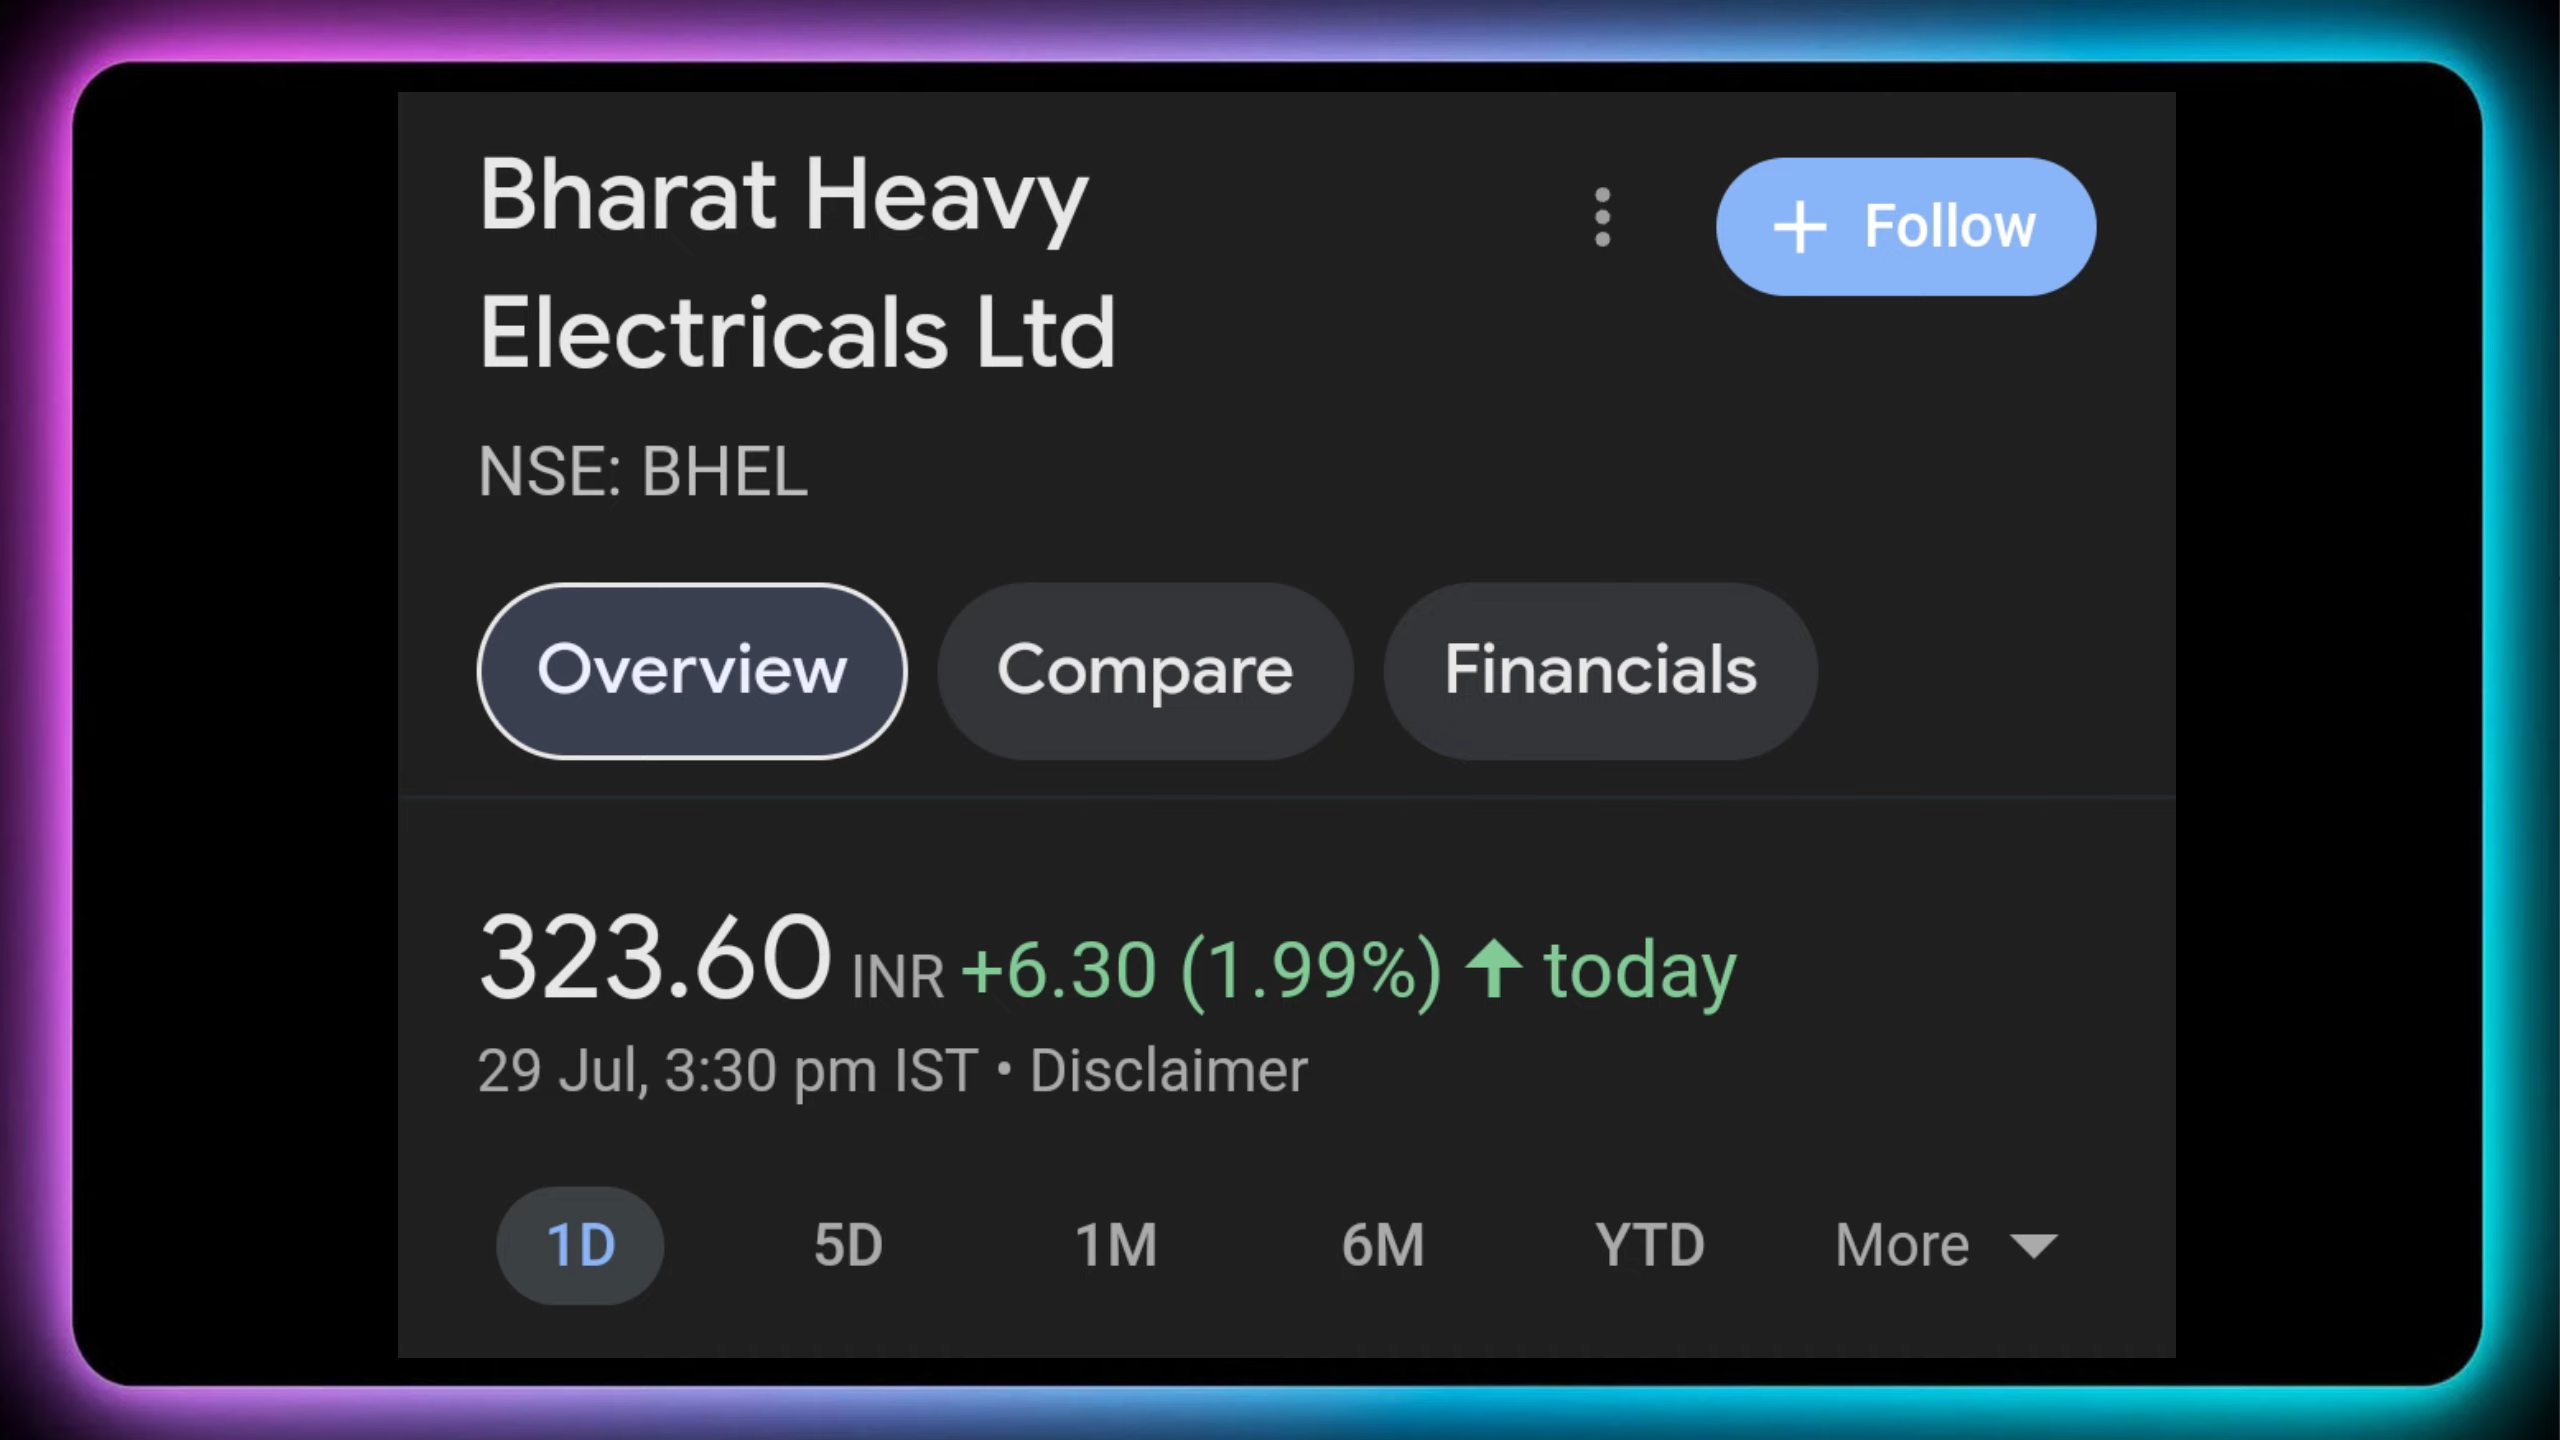 Bharat Heavy
Electricals Ltd
+ Follow
NSE: BHEL
Overview Compare Financials
323.60 INR +6.30 (1.99%) ↑ today
29 Jul, 3:30 pm IST • Disclaimer
1D 5D 1M 6M YTD More